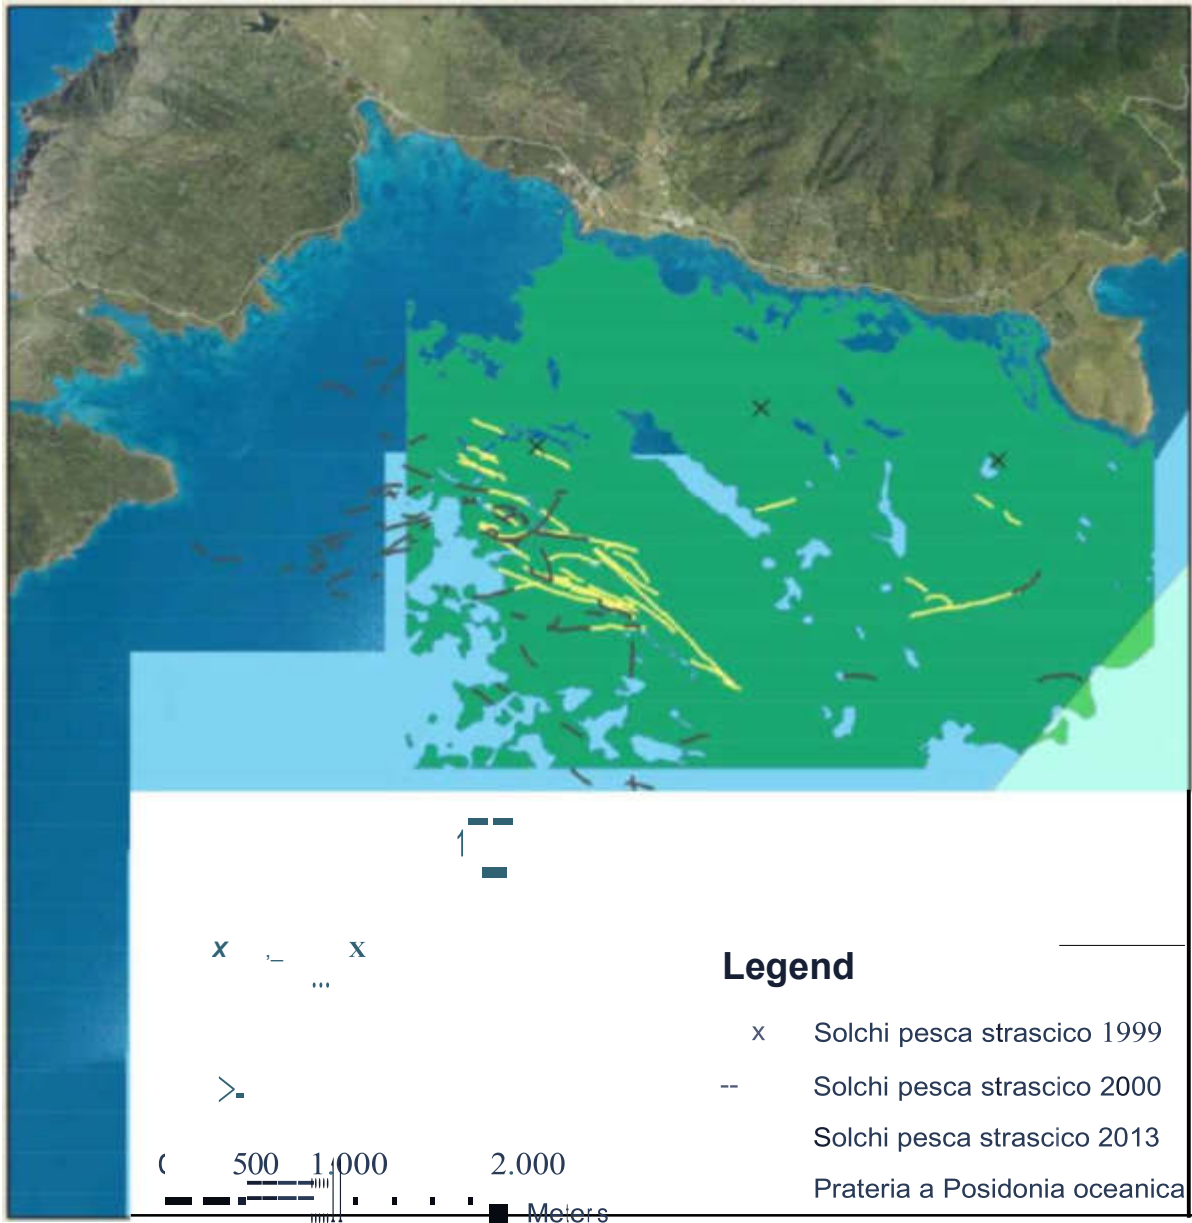 x ,_ X
Legend
x Solchi pesca strascico 1999
-- Solchi pesca strascico 2000
Solchi pesca strascico 2013
Prateria a Posidonia oceanica
500 1.000 2.000
Meters